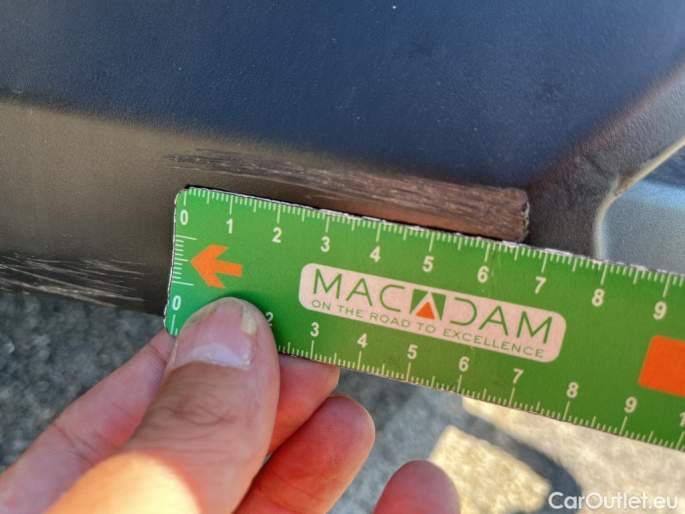 0 1 2 3 4 5 6 7 8 9
MACADAM
ON THE ROAD TO EXCELLENCE
0 2 3 4 5 6 7 8 9 1
CarOutlet.eu